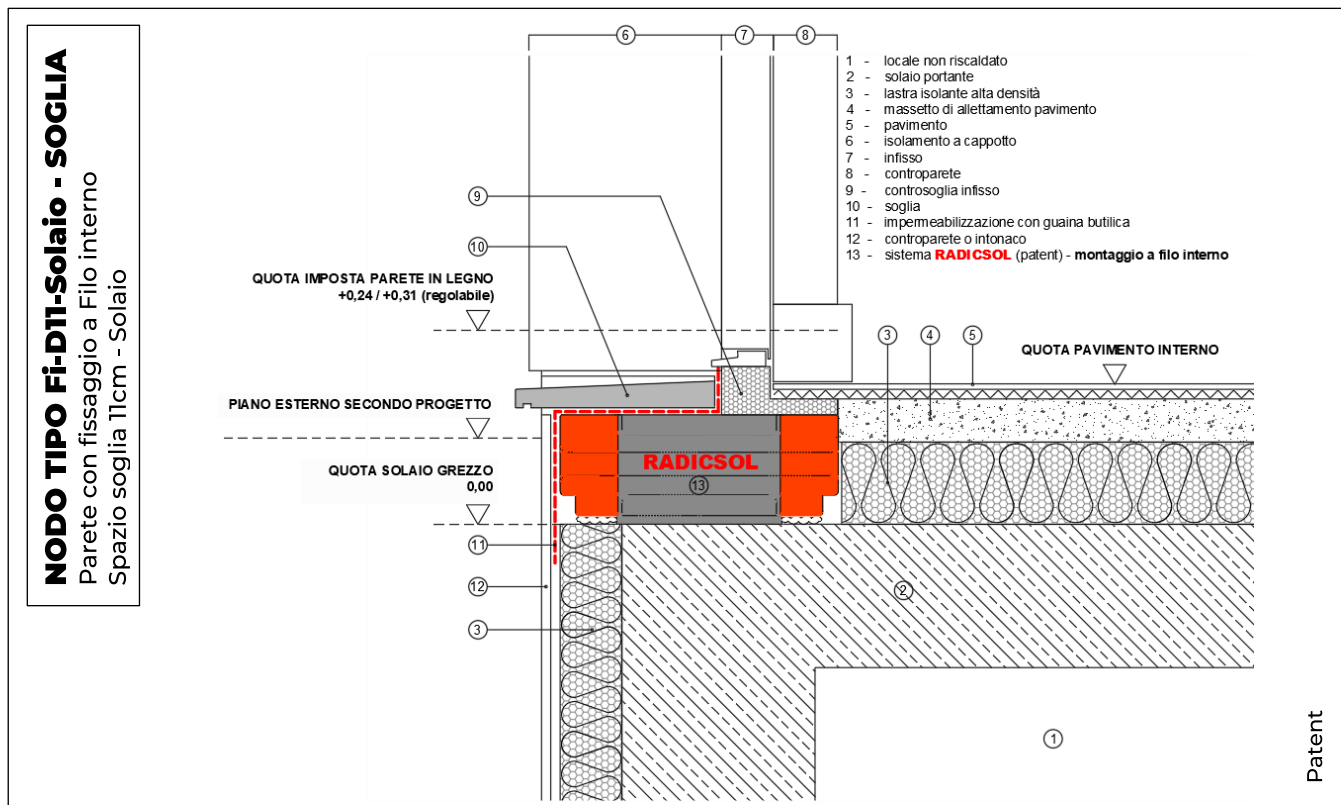 NODO TIPO Fi-D11-Solaio - SOGLIA
Parete con fissaggio a Filo interno
Spazio soglia 11cm - Solaio
6
7
8
1 - locale non riscaldato
2 - solaio portante
3 - lastra isolante alta densità
4 - massetto di allettamento pavimento
5 - pavimento
6 - isolamento a cappotto
7 - infisso
8 - controparete
9 - controsoglia infisso
10 - soglia
11 - impermeabilizzazione con guaina butilica
12 - controparete o intonaco
13 - sistema RADICSOL (patent) - montaggio a filo interno
9
10
QUOTA IMPOSTA PARETE IN LEGNO
+0,24 / +0,31 (regolabile)
3
4
5
QUOTA PAVIMENTO INTERNO
PIANO ESTERNO SECONDO PROGETTO
QUOTA SOLAIO GREZZO
0,00
RADICSOL
13
11
12
3
2
1
Patent